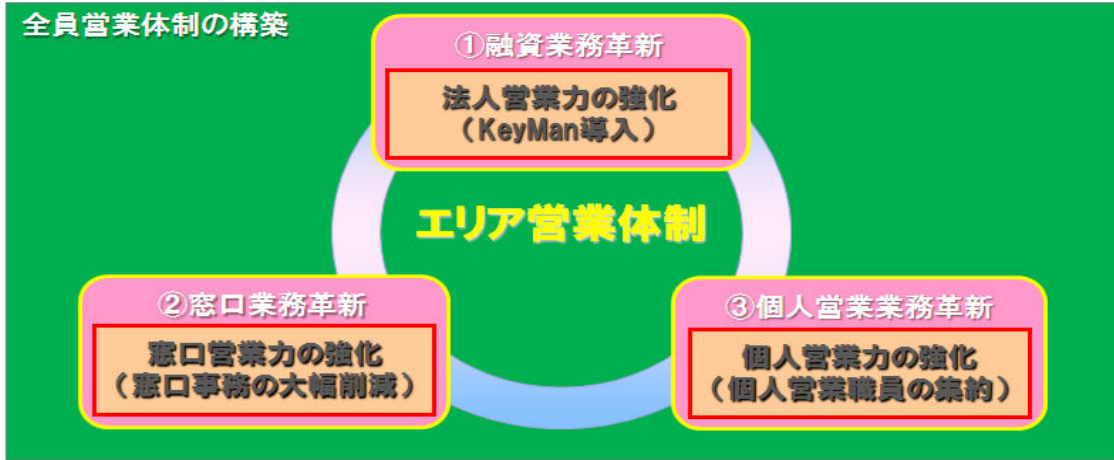 全員営業体制の構築
①融資業務革新
法人営業力の強化
（KeyMan導入）
エリア営業体制
②窓口業務革新
窓口営業力の強化
（窓口事務の大幅削減）
③個人営業業務革新
個人営業力の強化
（個人営業職員の集約）